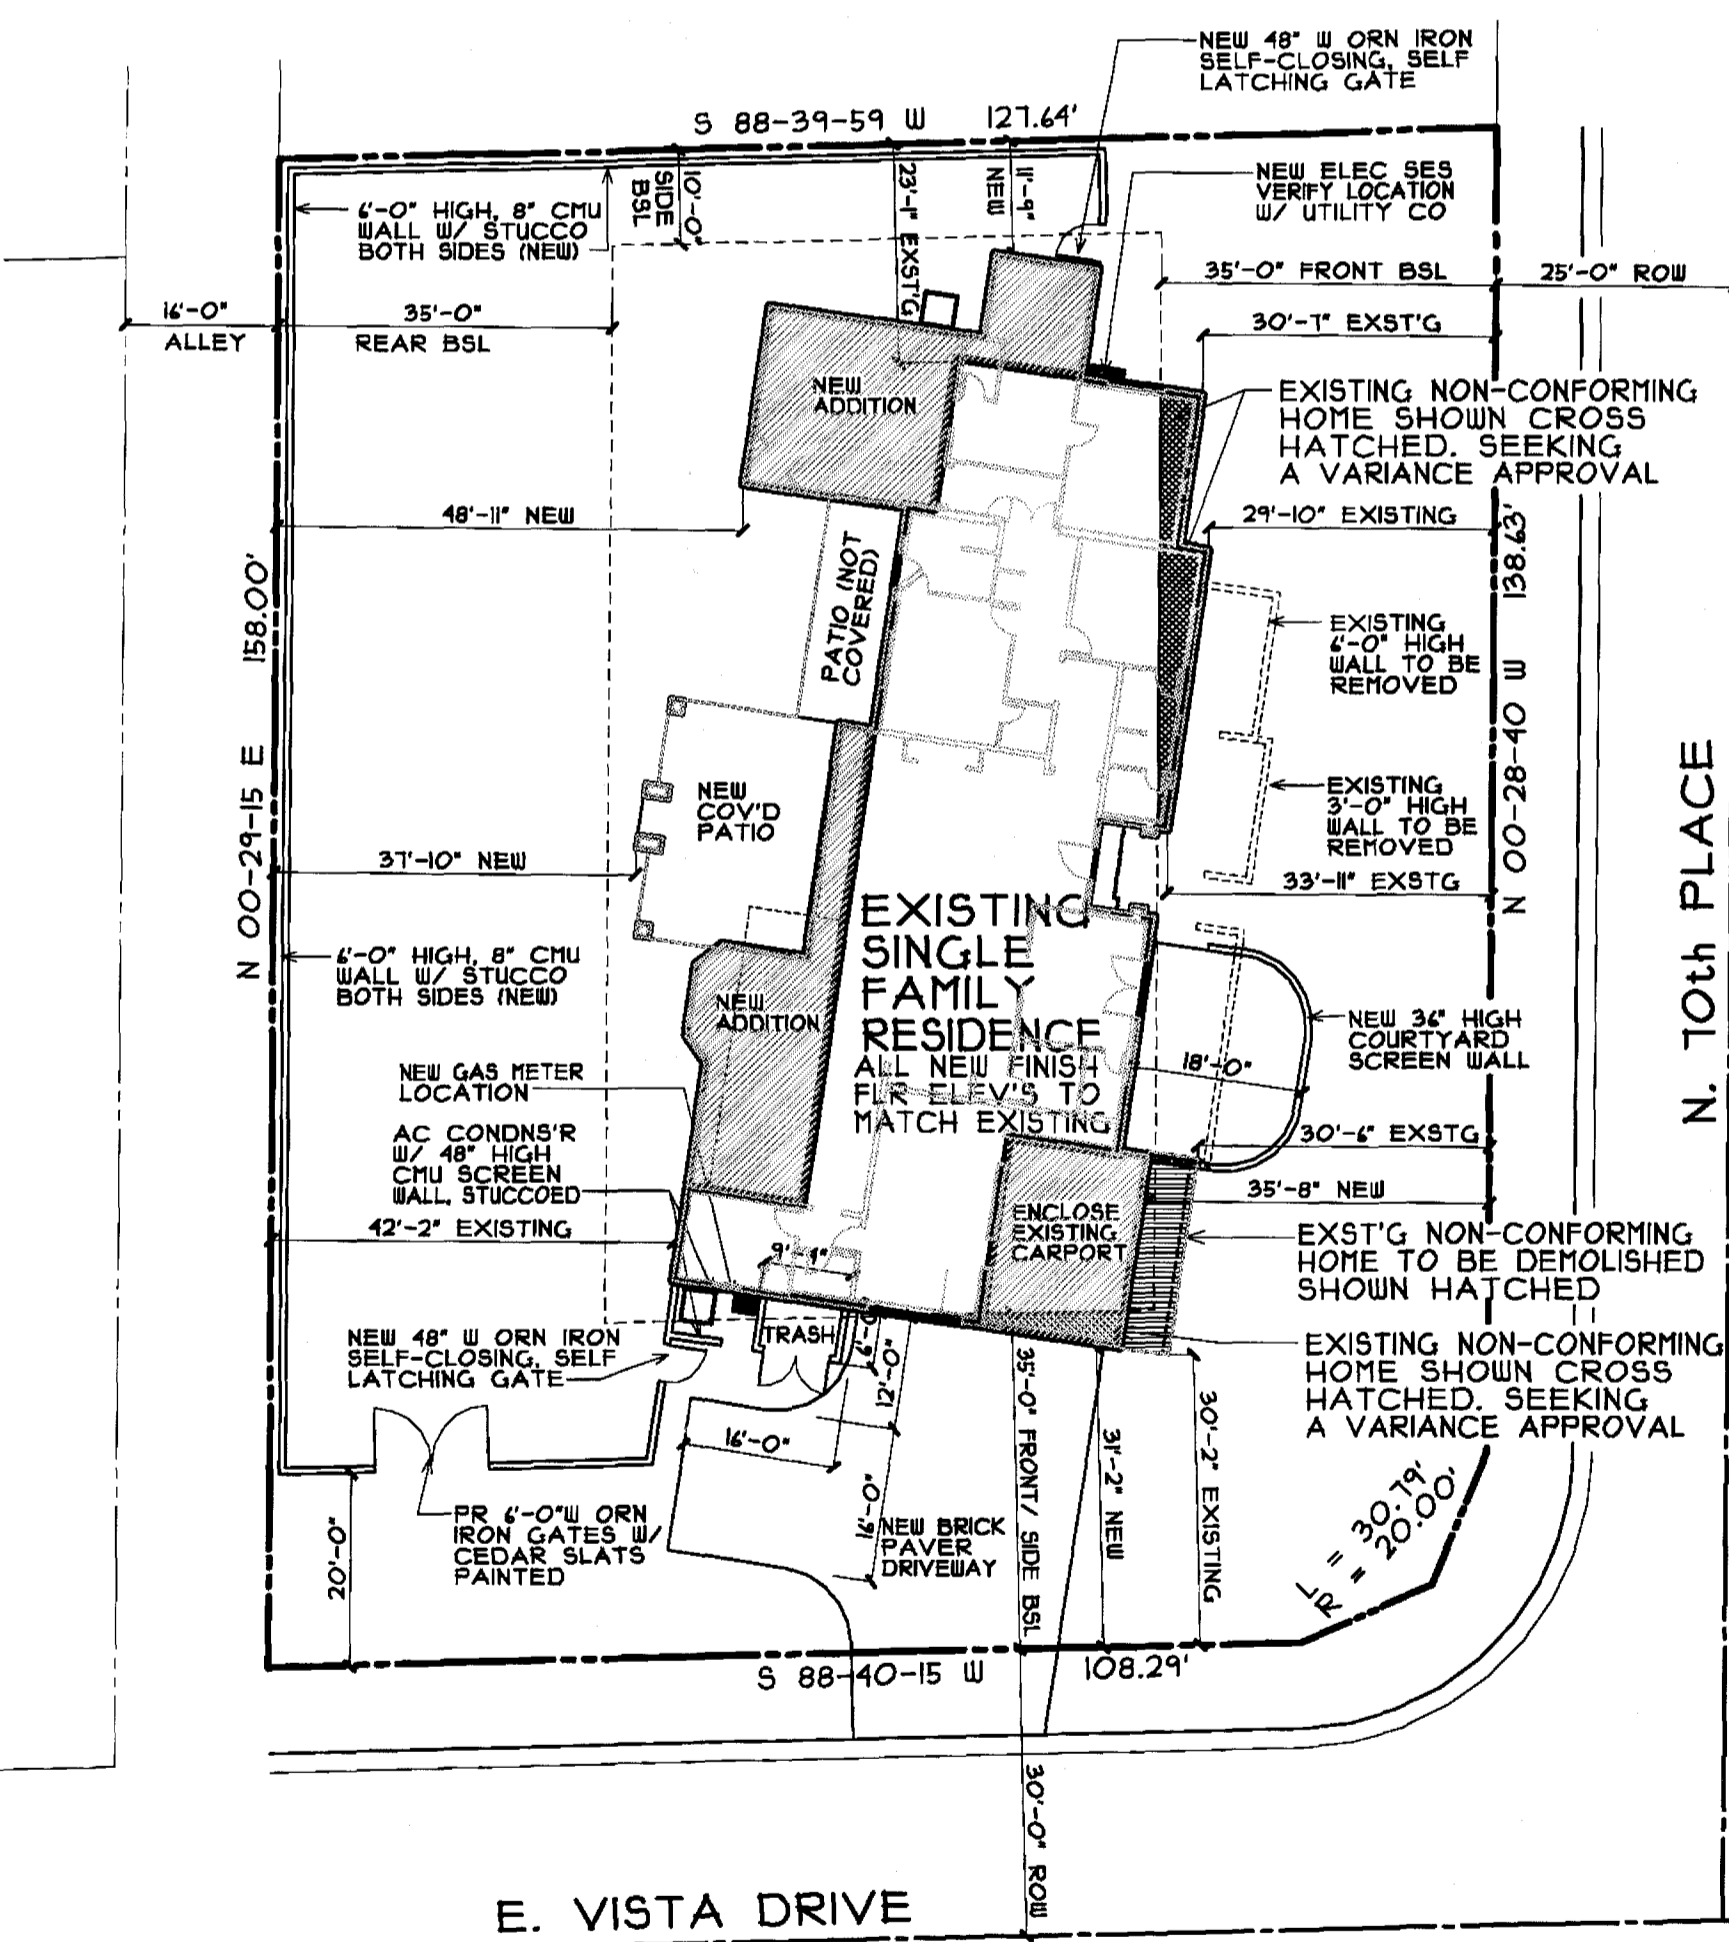 NEW 48" W ORN IRON
SELF-CLOSING, SELF
LATCHING GATE
S 88-39-59 W 127.64'
6'-0" HIGH, 8" CMU
WALL W/ STUCCO
BOTH SIDES (NEW)
10'-0"
SIDE
BSL
23'-1" EXST'G
11'-9"
NEW
NEW ELEC SES
VERIFY LOCATION
W/ UTILITY CO
35'-0" FRONT BSL
25'-0" ROW
16'-0"
ALLEY
35'-0"
REAR BSL
30'-7" EXST'G
NEW
ADDITION
EXISTING NON-CONFORMING
HOME SHOWN CROSS
HATCHED. SEEKING
A VARIANCE APPROVAL
48'-11" NEW
29'-10" EXISTING
N 00-29-15 E 158.00'
N 00-28-40 W 138.63'
PATIO (NOT
COVERED)
EXISTING
6'-0" HIGH
WALL TO BE
REMOVED
NEW
COV'D
PATIO
EXISTING
3'-0" HIGH
WALL TO BE
REMOVED
N. 10th PLACE
37'-10" NEW
33'-11" EXSTG
EXISTING
SINGLE
FAMILY
RESIDENCE
ALL NEW FINISH
FLR ELEV'S TO
MATCH EXISTING
6'-0" HIGH, 8" CMU
WALL W/ STUCCO
BOTH SIDES (NEW)
NEW
ADDITION
NEW 36" HIGH
COURTYARD
SCREEN WALL
18'-0"
NEW GAS METER
LOCATION
AC CONDNS'R
W/ 48" HIGH
CMU SCREEN
WALL, STUCCOED
30'-6" EXSTG
35'-8" NEW
42'-2" EXISTING
ENCLOSE
EXISTING
CARPORT
9'-4"
EXST'G NON-CONFORMING
HOME TO BE DEMOLISHED
SHOWN HATCHED
NEW 48" W ORN IRON
SELF-CLOSING, SELF
LATCHING GATE
TRASH
12'-0"
EXISTING NON-CONFORMING
HOME SHOWN CROSS
HATCHED. SEEKING
A VARIANCE APPROVAL
16'-0"
16'-0"
35'-0" FRONT/ SIDE BSL
31'-2" NEW
30'-2" EXISTING
L = 30.79'
R = 20.00'
20'-0"
PR 6'-0"W ORN
IRON GATES W/
CEDAR SLATS
PAINTED
NEW BRICK
PAVER
DRIVEWAY
S 88-40-15 W 108.29'
30'-0" ROW
E. VISTA DRIVE